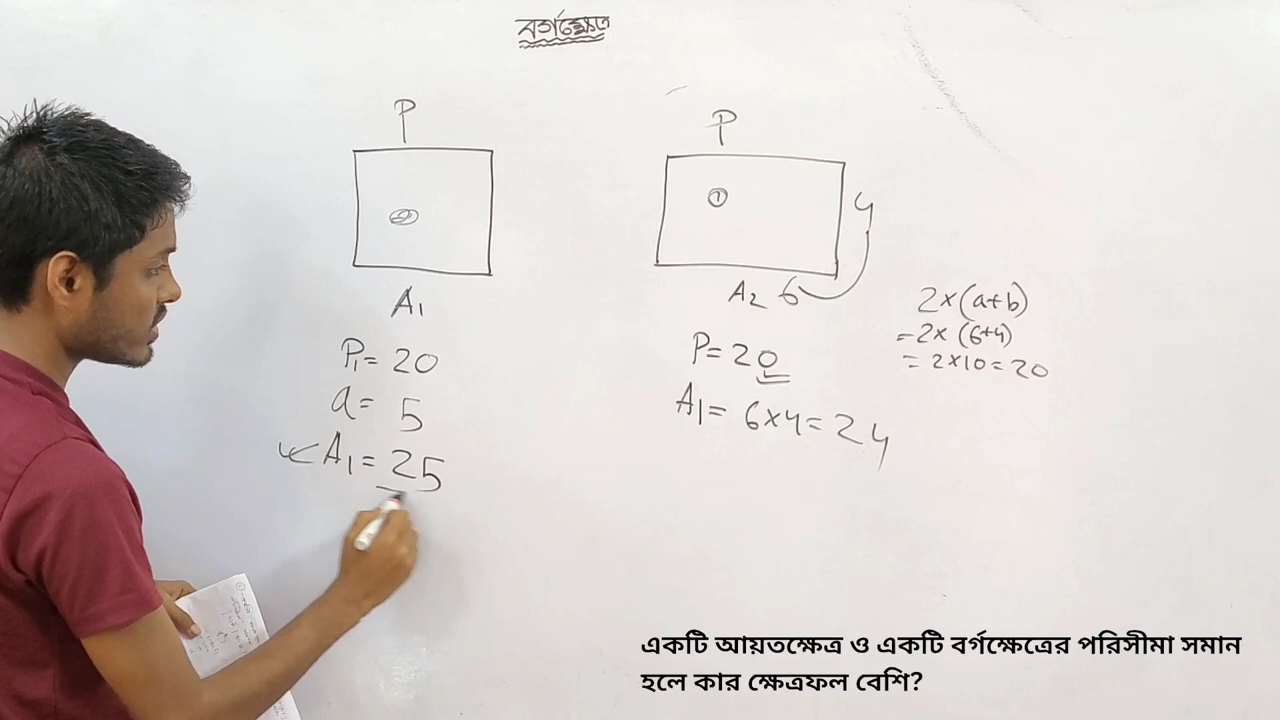 বর্গক্ষেত্র
P
P
①
4
A₁
A₂ 6
2×(a+b)
=2×(6+4)
=2×10=20
P₁=20
a=5
A₁=25
P=20
A₁=6×4=24
একটি আয়তক্ষেত্র ও একটি বর্গক্ষেত্রের পরিসীমা সমান
হলে কার ক্ষেত্রফল বেশি?